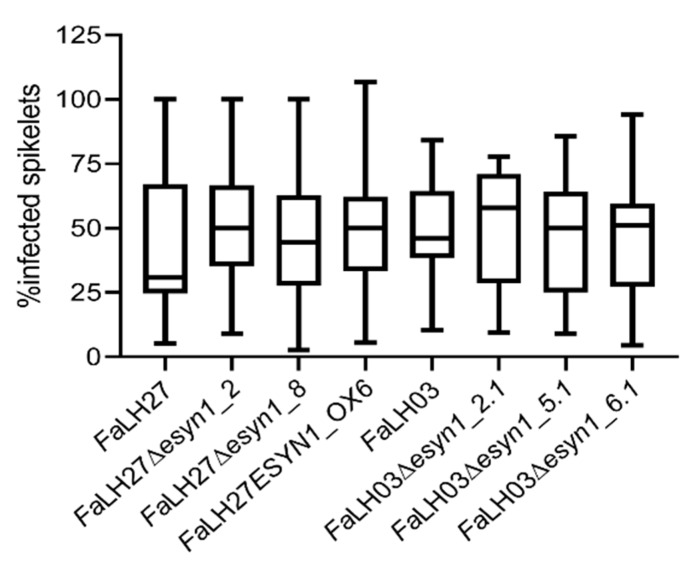 125
100
75
50
25
0
%infected spikelets
FaLH27
FaLH27Δesyn1_2
FaLH27Δesyn1_8
FaLH27ESYN1_OX6
FaLH03
FaLH03Δesyn1_2.1
FaLH03Δesyn1_5.1
FaLH03Δesyn1_6.1